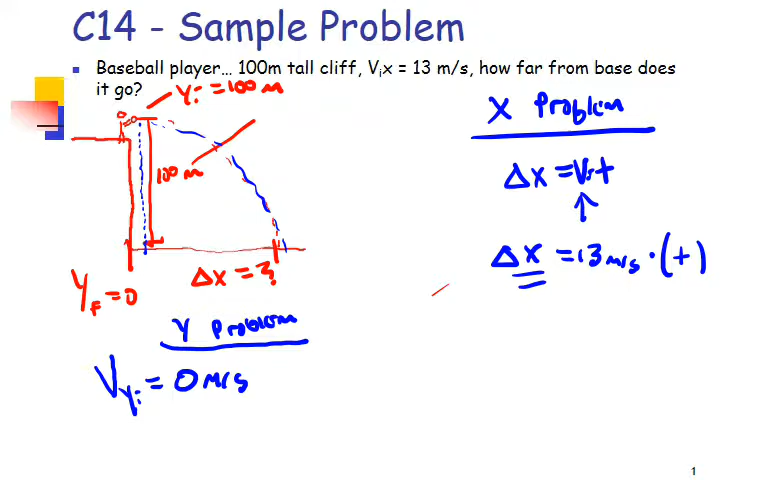 C14 - Sample Problem
Baseball player… 100m tall cliff, Vix = 13 m/s, how far from base does
it go?
Yi = 100 m
100 m
YF = 0
Δx = ?
X Problem
Δx = Vit
Δx = 13 m/s · (t)
Y Problem
Vyi = 0 m/s
1